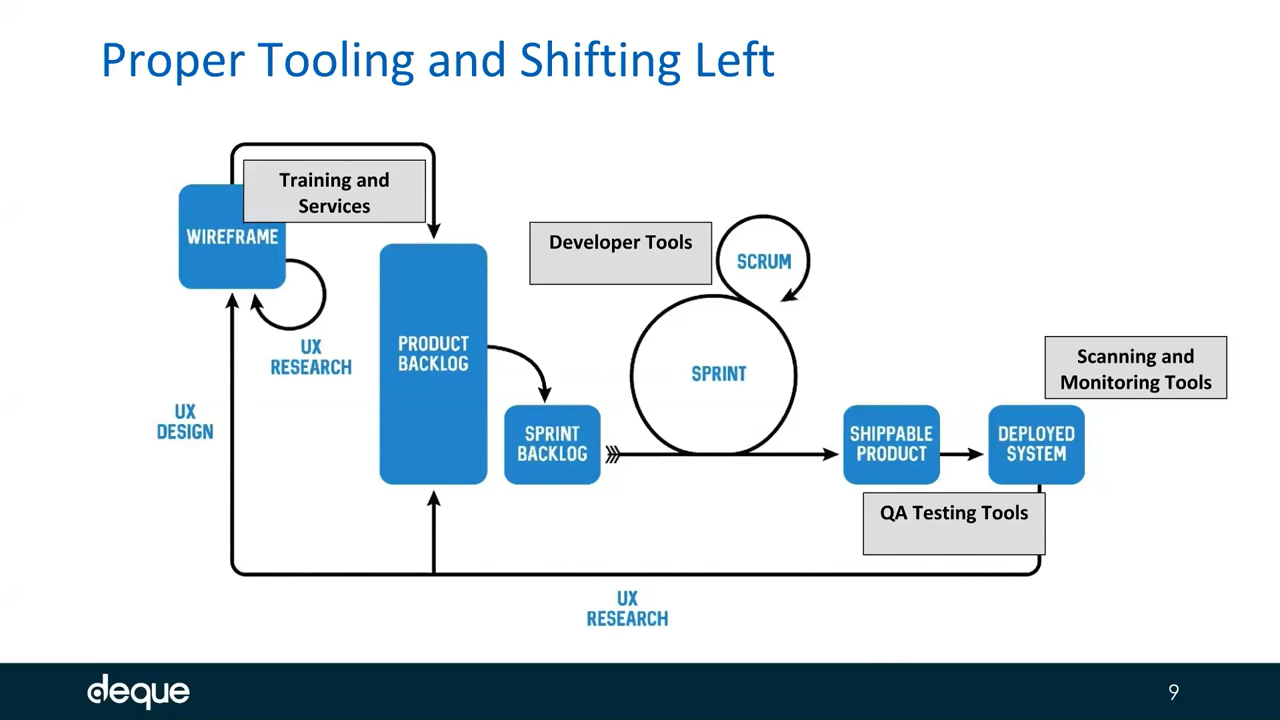 Proper Tooling and Shifting Left
Training and
Services
WIREFRAME
UX
RESEARCH
UX
DESIGN
PRODUCT
BACKLOG
SPRINT
BACKLOG
Developer Tools
SCRUM
SPRINT
SHIPPABLE
PRODUCT
Scanning and
Monitoring Tools
DEPLOYED
SYSTEM
QA Testing Tools
UX
RESEARCH
deque
9